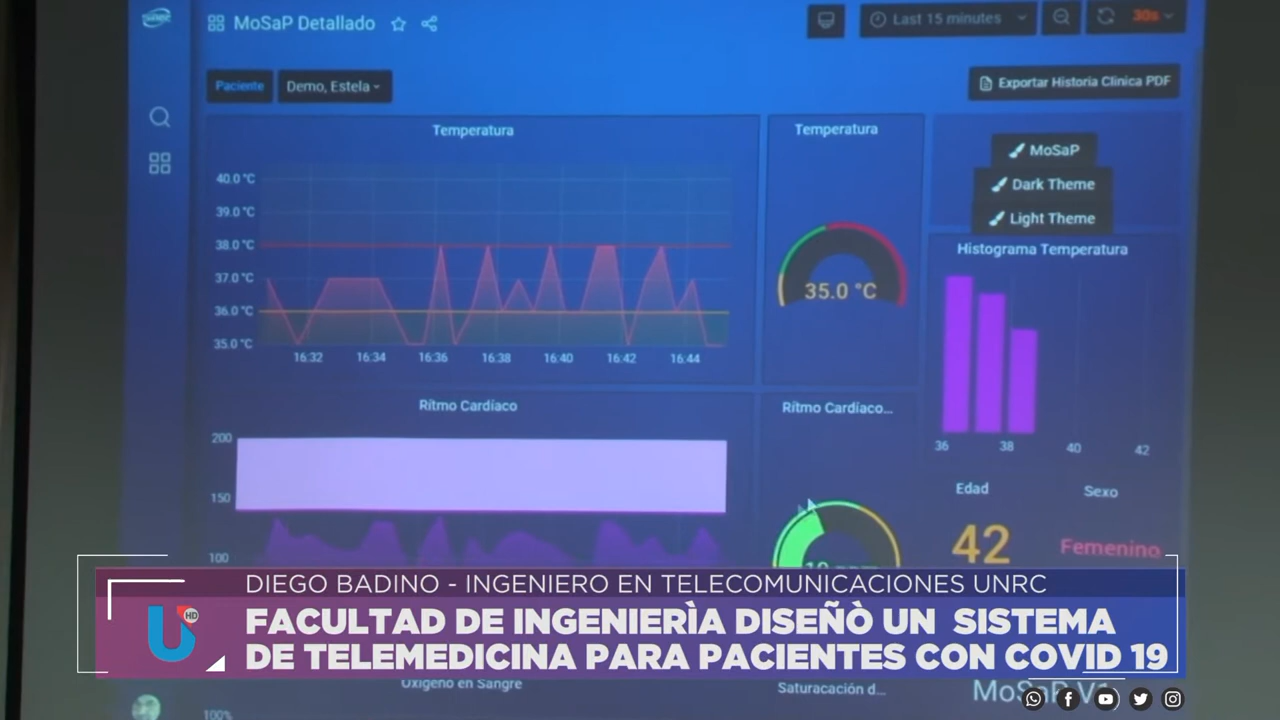 MoSaP Detallado
Last 15 minutes
30s
Paciente
Demo, Estela
Exportar Historia Clínica PDF
Temperatura
Temperatura
MoSaP
Dark Theme
Light Theme
40.0 °C
39.0 °C
38.0 °C
37.0 °C
36.0 °C
35.0 °C
16:32 16:34 16:36 16:38 16:40 16:42 16:44
35.0 °C
Histograma Temperatura
36 38 40 42
Ritmo Cardíaco
Ritmo Cardíaco...
200
150
100
Edad
Sexo
42
Femenino
DIEGO BADINO - INGENIERO EN TELECOMUNICACIONES UNRC
U HD
FACULTAD DE INGENIERÌA DISEÑÒ UN SISTEMA
DE TELEMEDICINA PARA PACIENTES CON COVID 19
Oxígeno en Sangre
Saturacación d...
100%